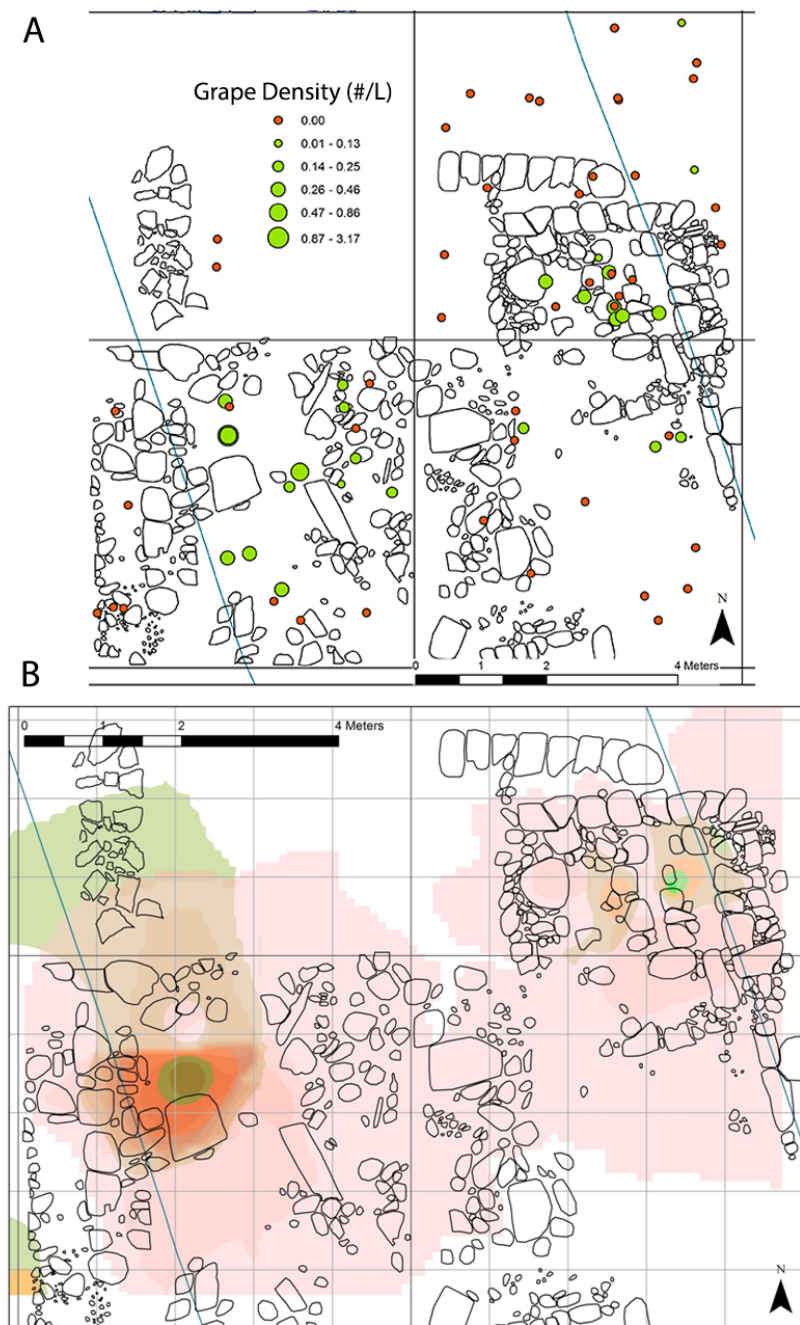 A
Grape Density (#/L)
0.00
0.01 - 0.13
0.14 - 0.25
0.26 - 0.46
0.47 - 0.86
0.87 - 3.17
N
0 1 2 4 Meters
B
0 1 2 4 Meters
N